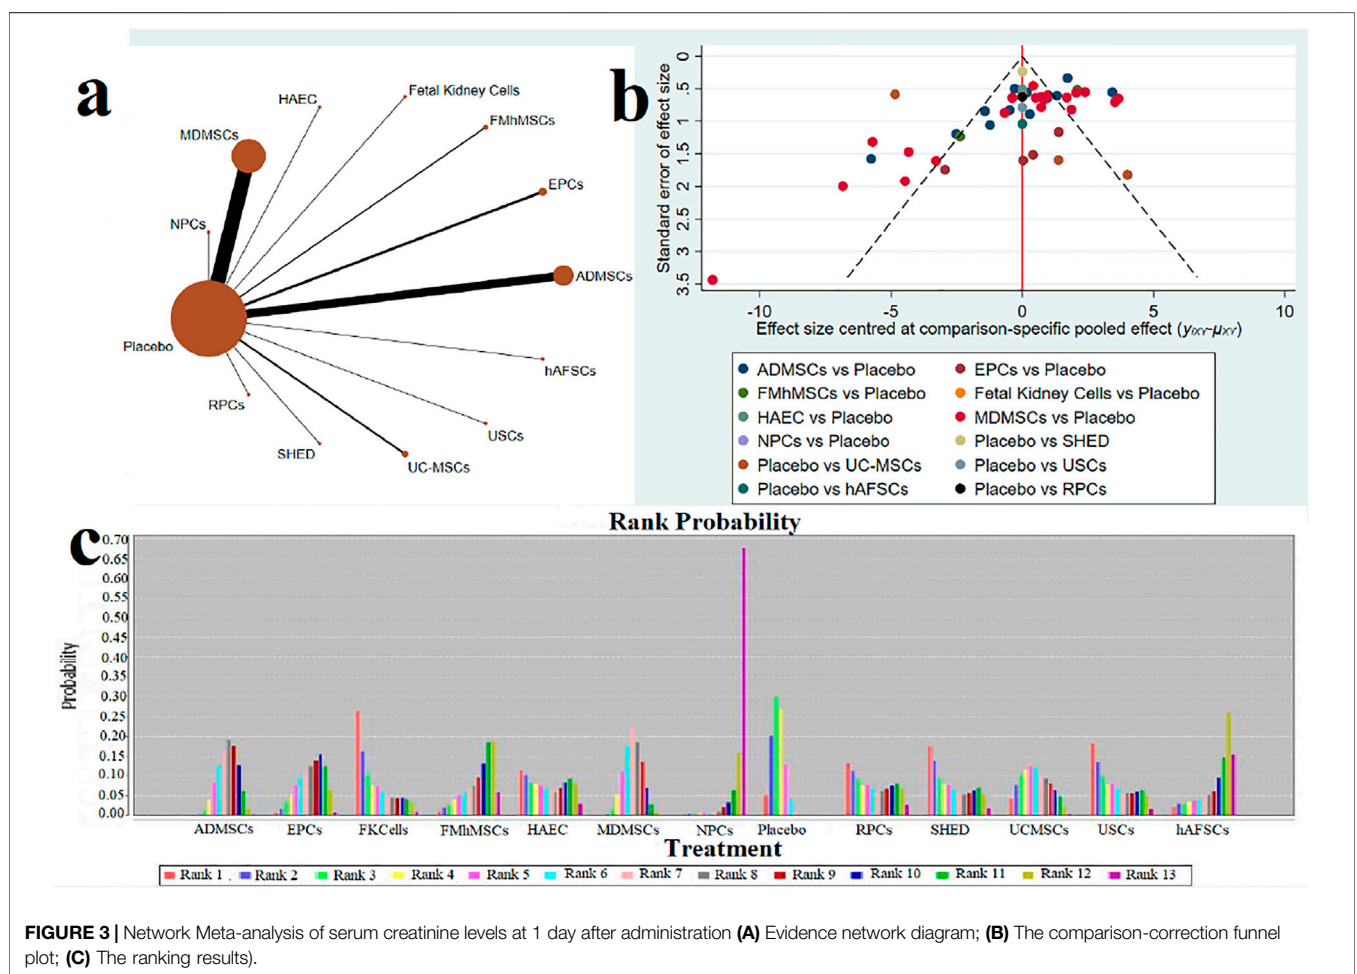 a
HAEC
Fetal Kidney Cells
MDMSCs
FMhMSCs
EPCs
NPCs
ADMSCs
Placebo
hAFSCs
RPCs
USCs
SHED
UC-MSCs
b
Standard error of effect size
0
.5
1
1.5
2
2.5
3
3.5
-10 -5 0 5 10
Effect size centred at comparison-specific pooled effect (yᵢXY-μXY)
ADMSCs vs Placebo EPCs vs Placebo
FMhMSCs vs Placebo Fetal Kidney Cells vs Placebo
HAEC vs Placebo MDMSCs vs Placebo
NPCs vs Placebo Placebo vs SHED
Placebo vs UC-MSCs Placebo vs USCs
Placebo vs hAFSCs Placebo vs RPCs
c
Rank Probability
Probability
0.70
0.65
0.60
0.55
0.50
0.45
0.40
0.35
0.30
0.25
0.20
0.15
0.10
0.05
0.00
ADMSCs EPCs FKCells FMhMSCs HAEC MDMSCs NPCs Placebo RPCs SHED UCMSCs USCs hAFSCs
Treatment
Rank 1 Rank 2 Rank 3 Rank 4 Rank 5 Rank 6 Rank 7 Rank 8 Rank 9 Rank 10 Rank 11 Rank 12 Rank 13
FIGURE 3 | Network Meta-analysis of serum creatinine levels at 1 day after administration (A) Evidence network diagram; (B) The comparison-correction funnel
plot; (C) The ranking results).